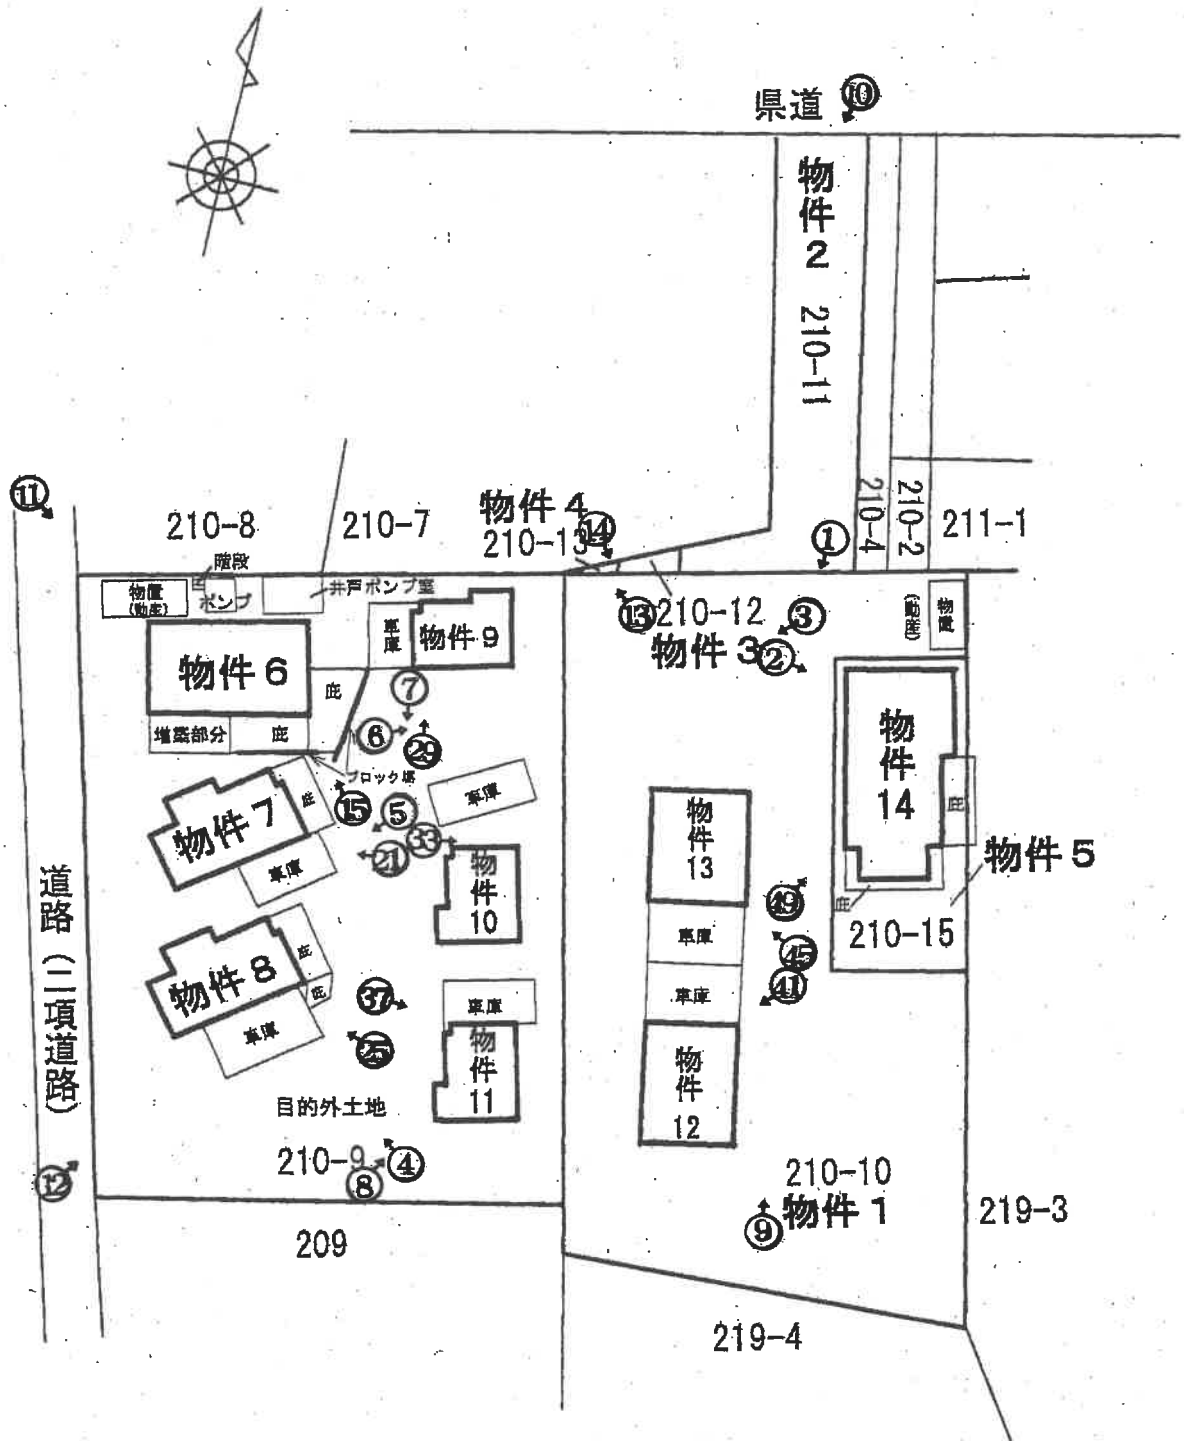 県道 ⑩
物件2
210-11
⑪
210-8
210-7
物件4
⑭
210-13
①
210-4
210-2
211-1
階段
物置
(動産)
ポンプ
井戸ポンプ室
車庫
物件9
⑬
210-12
③
(動産)
物置
物件3
②
物件6
庇
⑦
増築部分
庇
⑥
㉙
ブロック塀
物件14
庇
物件7
庇
⑮
⑤
車庫
㉝
㉑
車庫
物件10
物件13
物件5
道路(二項道路)
庇
210-15
㊾
車庫
㊺
車庫
㊶
物件8
庇
庇
車庫
㊲
車庫
㉕
物件11
物件12
目的外土地
210-9
④
⑧
⑫
210-10
物件1
⑨
219-3
209
219-4